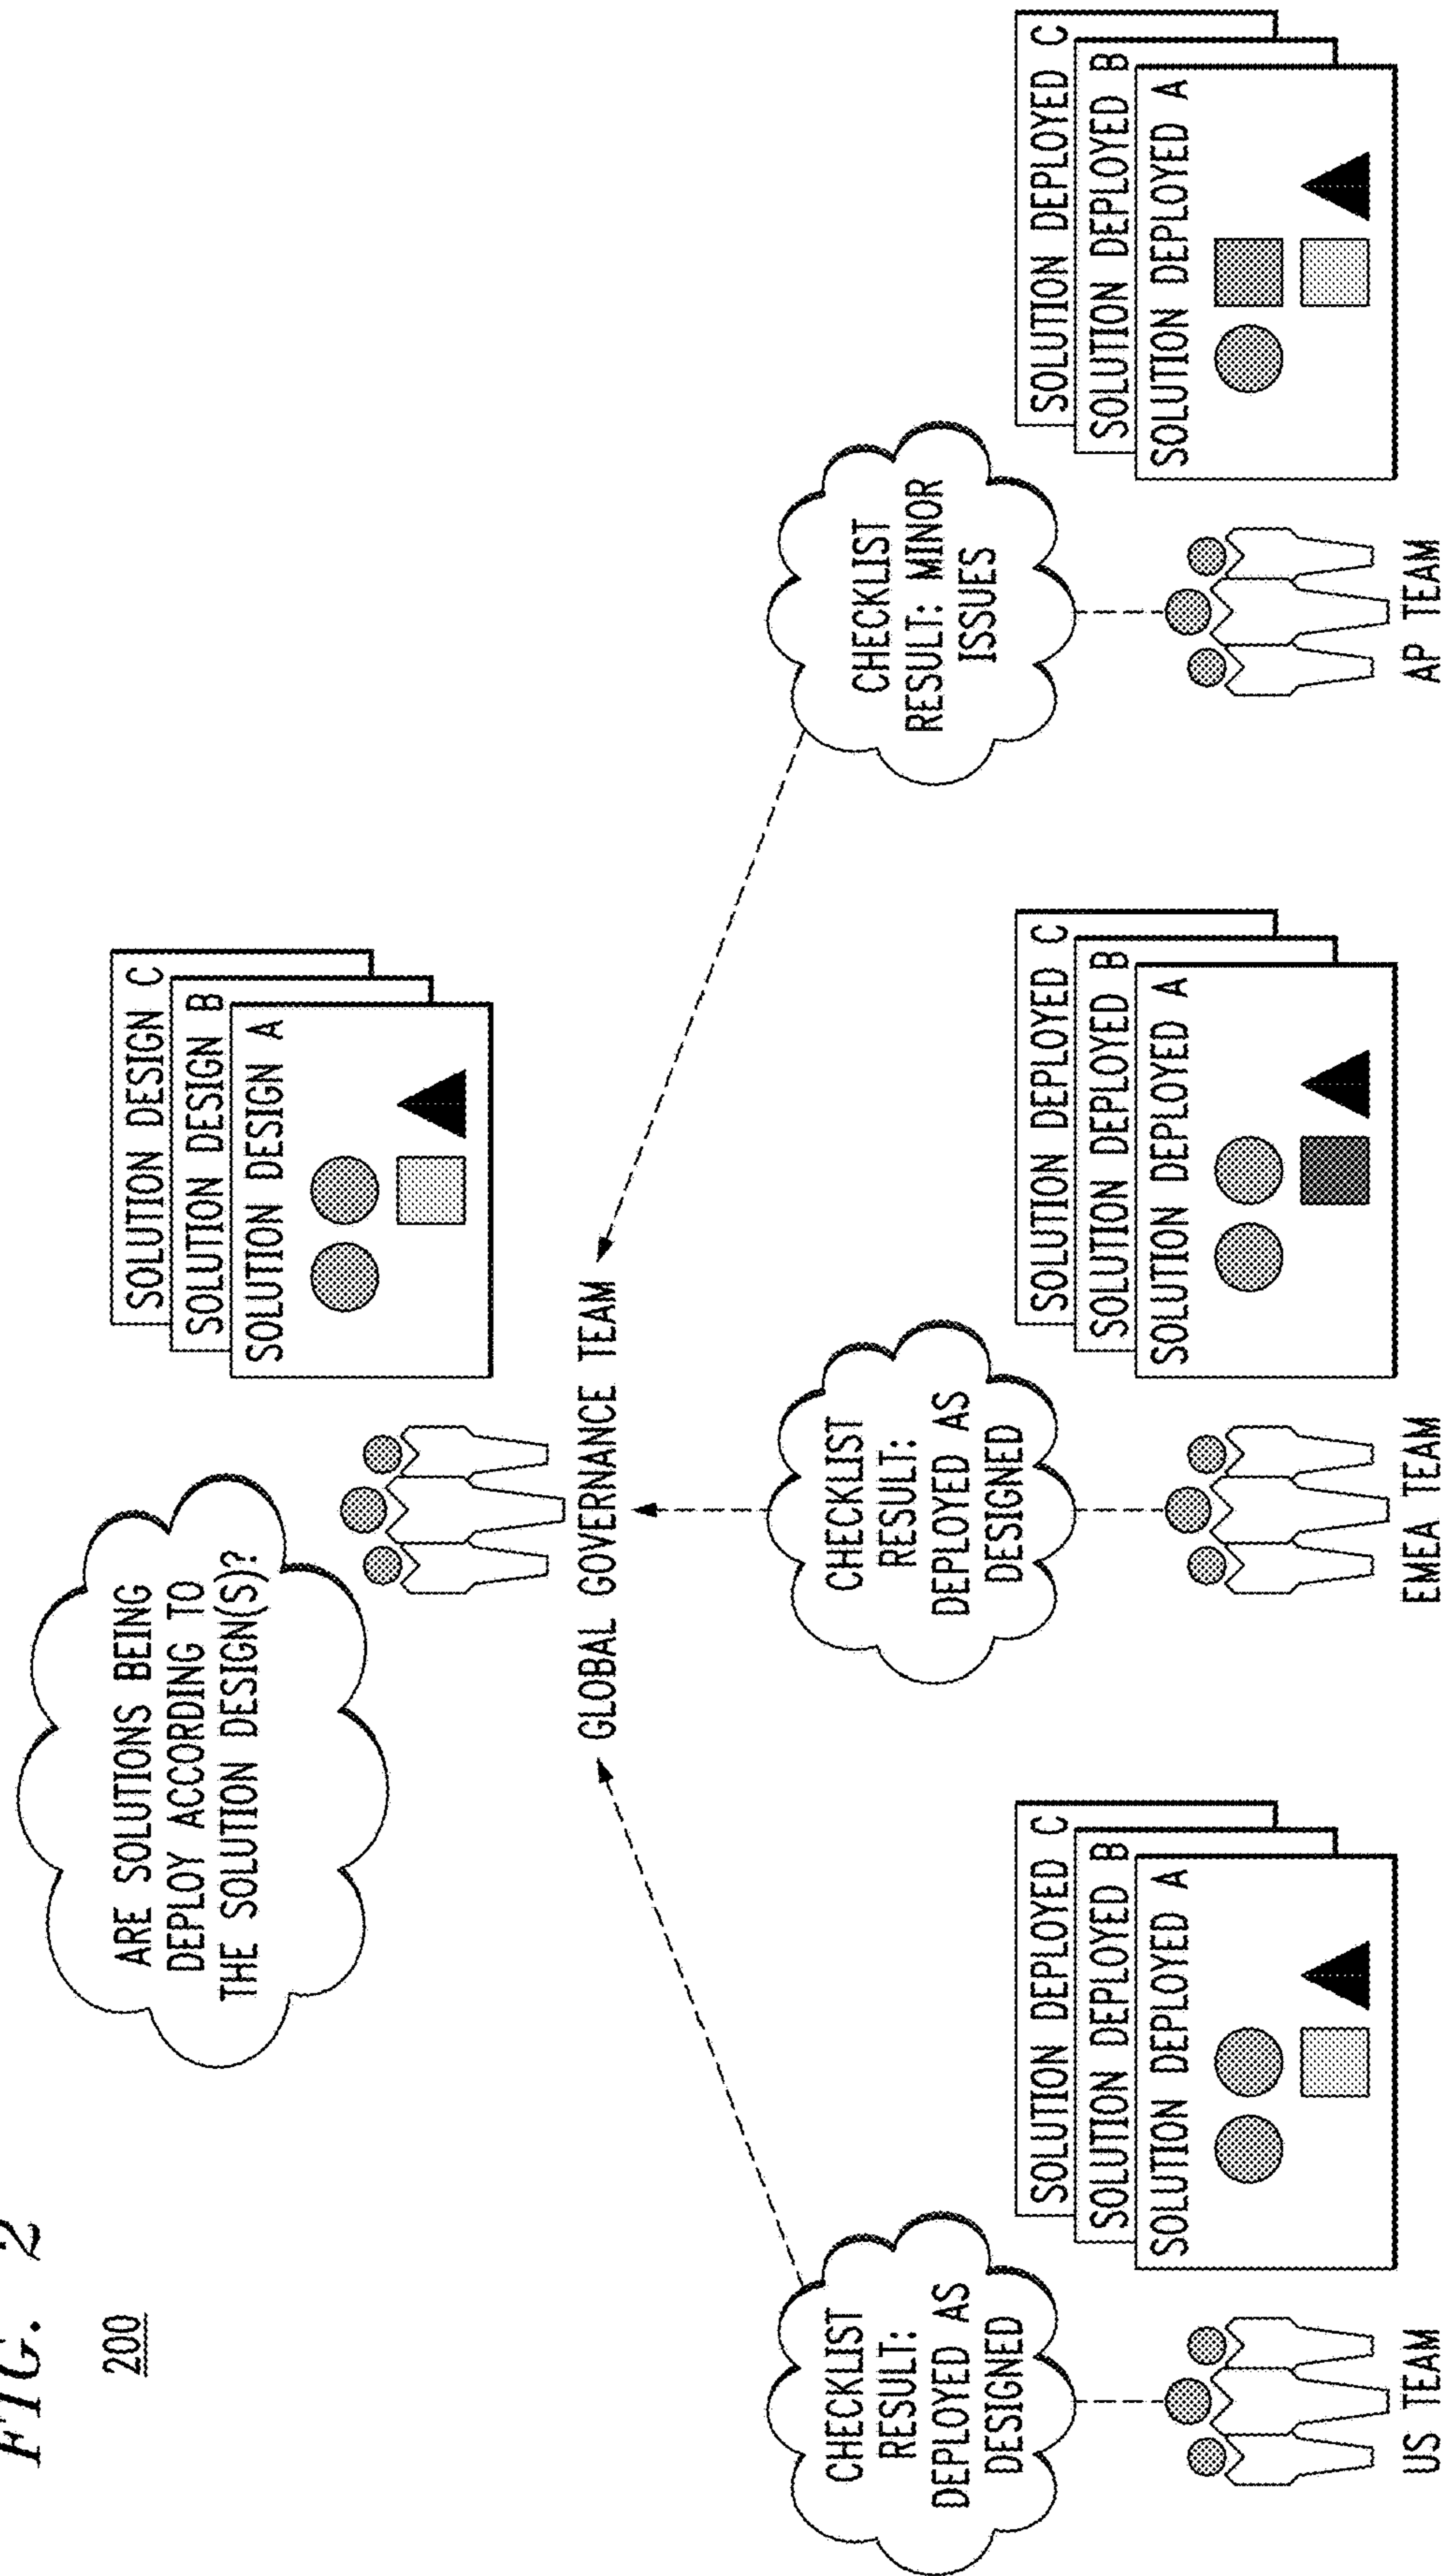 FIG. 2
200
ARE SOLUTIONS BEING
DEPLOY ACCORDING TO
THE SOLUTION DESIGN(S)?
SOLUTION DESIGN C
SOLUTION DESIGN B
SOLUTION DESIGN A
GLOBAL GOVERNANCE TEAM
CHECKLIST
RESULT:
DEPLOYED AS
DESIGNED
US TEAM
SOLUTION DEPLOYED C
SOLUTION DEPLOYED B
SOLUTION DEPLOYED A
CHECKLIST
RESULT:
DEPLOYED AS
DESIGNED
EMEA TEAM
SOLUTION DEPLOYED C
SOLUTION DEPLOYED B
SOLUTION DEPLOYED A
CHECKLIST
RESULT: MINOR
ISSUES
AP TEAM
SOLUTION DEPLOYED C
SOLUTION DEPLOYED B
SOLUTION DEPLOYED A